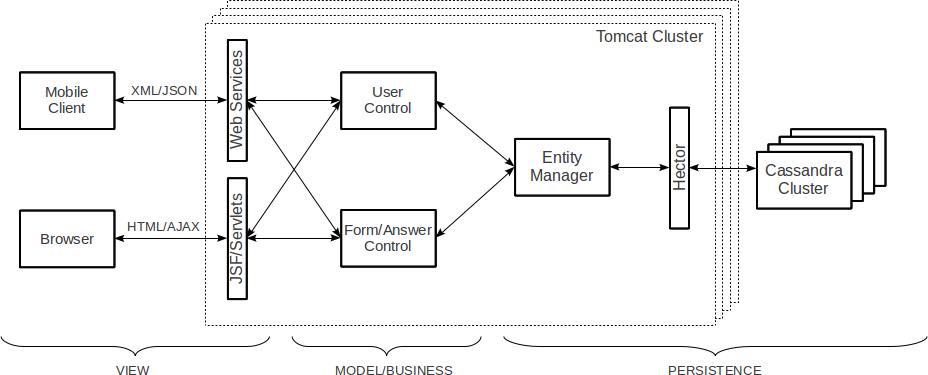 Tomcat Cluster
Mobile
Client
XML/JSON
Web Services
User
Control
Entity
Manager
Hector
Cassandra
Cluster
Browser
HTML/AJAX
JSF/Servlets
Form/Answer
Control
VIEW
MODEL/BUSINESS
PERSISTENCE